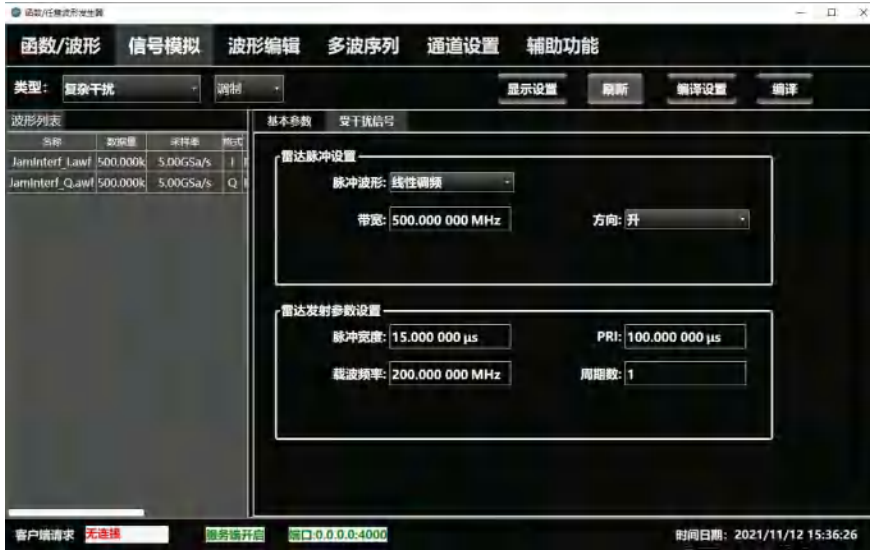 函数/任意波形发生器
函数/波形 信号模拟 波形编辑 多波序列 通道设置 辅助功能
类型: 复杂干扰 调制 显示设置 刷新 编译设置 编译
波形列表 基本参数 受干扰信号
名称 数据量 采样率 格式
JamInterf_I.awf 500.000k 5.00GSa/s I
JamInterf_Q.awf 500.000k 5.00GSa/s Q
雷达脉冲设置
脉冲波形: 线性调频
带宽: 500.000 000 MHz 方向: 升
雷达发射参数设置
脉冲宽度: 15.000 000 μs PRI: 100.000 000 μs
载波频率: 200.000 000 MHz 周期数: 1
客户端请求 无连接 服务端开启 端口:0.0.0.0:4000 时间日期: 2021/11/12 15:36:26